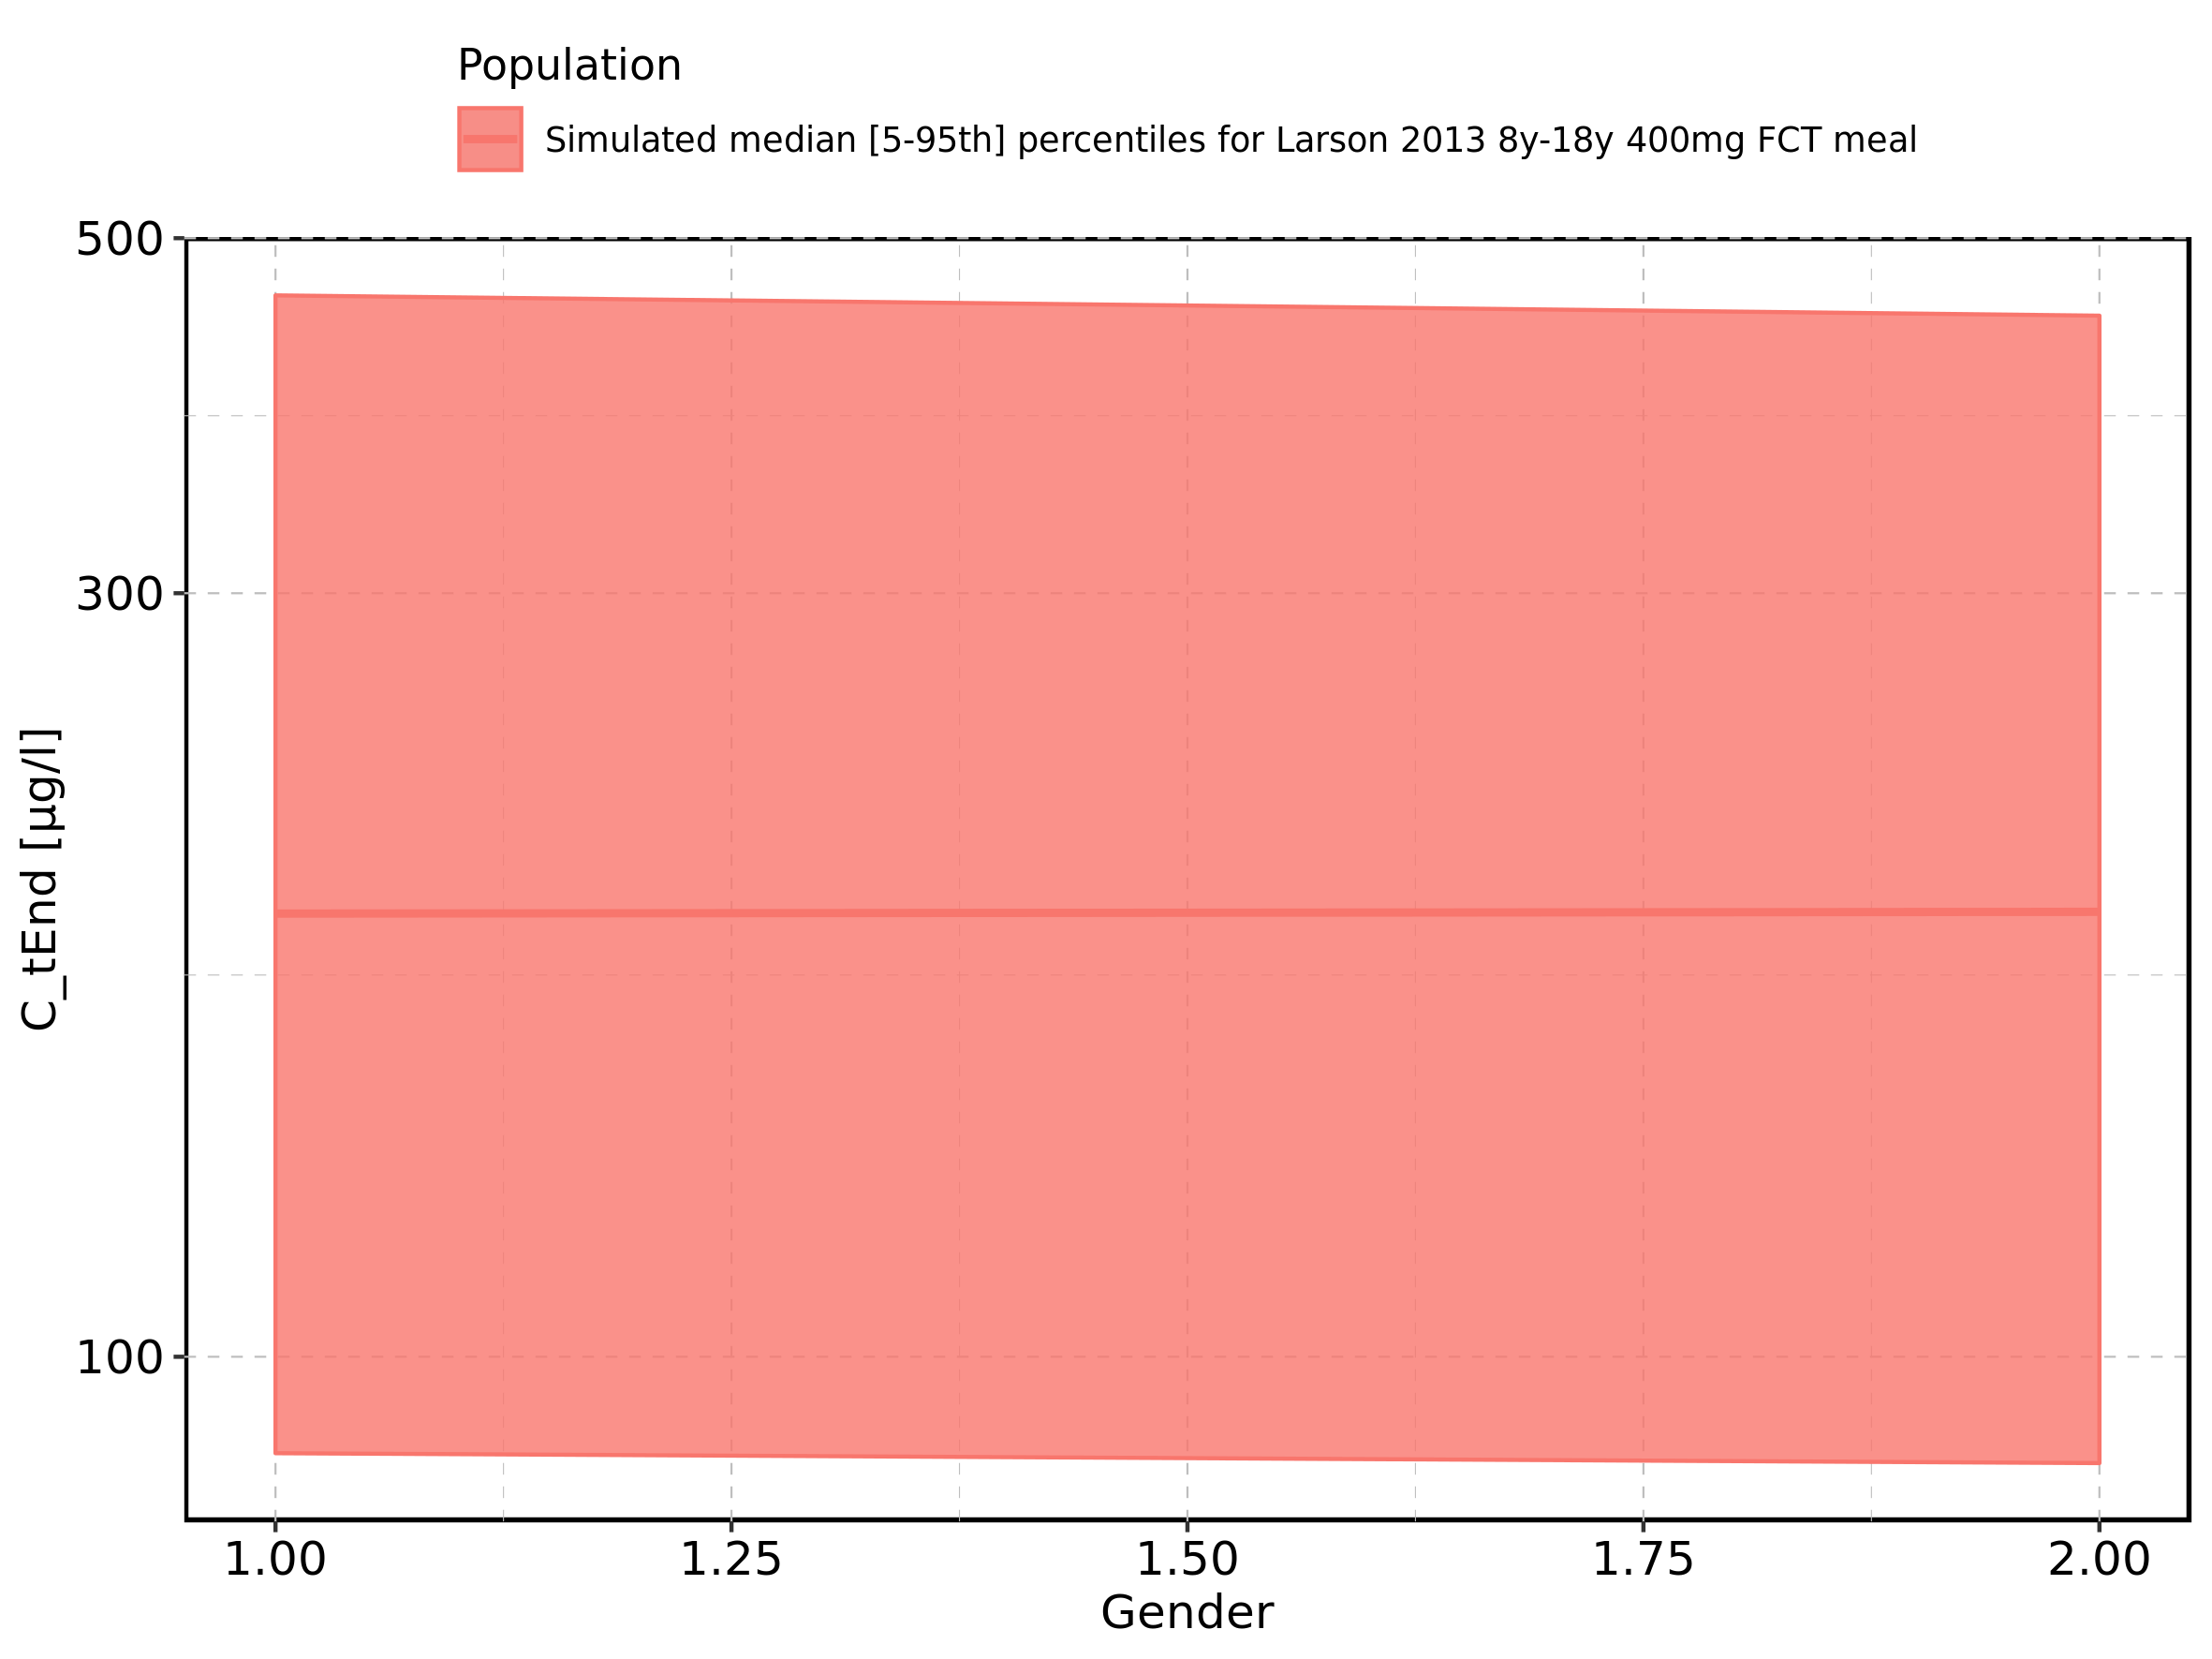 Population
Simulated median [5-95th] percentiles for Larson 2013 8y-18y 400mg FCT meal
500
300
100
C_tEnd [µg/l]
1.00 1.25 1.50 1.75 2.00
Gender